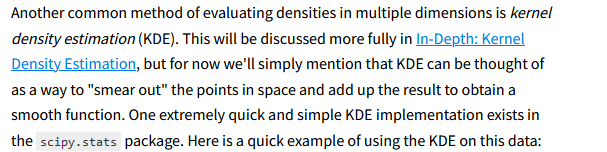 Another common method of evaluating densities in multiple dimensions is kernel
density estimation (KDE). This will be discussed more fully in In-Depth: Kernel
Density Estimation, but for now we'll simply mention that KDE can be thought of
as a way to "smear out" the points in space and add up the result to obtain a
smooth function. One extremely quick and simple KDE implementation exists in
the scipy.stats package. Here is a quick example of using the KDE on this data: